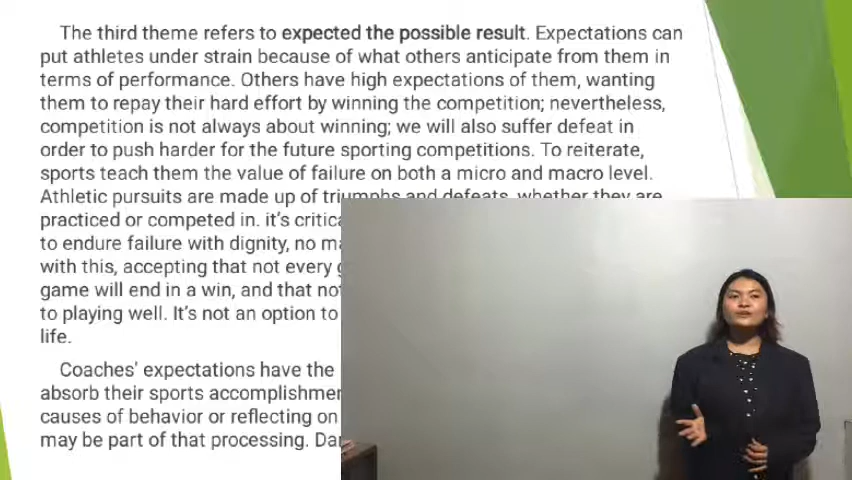 The third theme refers to expected the possible result. Expectations can
put athletes under strain because of what others anticipate from them in
terms of performance. Others have high expectations of them, wanting
them to repay their hard effort by winning the competition; nevertheless,
competition is not always about winning; we will also suffer defeat in
order to push harder for the future sporting competitions. To reiterate,
sports teach them the value of failure on both a micro and macro level.
Athletic pursuits are made up of triumphs and defeats, whether they are
practiced or competed in. it's critica
to endure failure with dignity, no ma
with this, accepting that not every g
game will end in a win, and that not
to playing well. It's not an option to
life.
Coaches' expectations have the
absorb their sports accomplishmen
causes of behavior or reflecting on
may be part of that processing. Dar